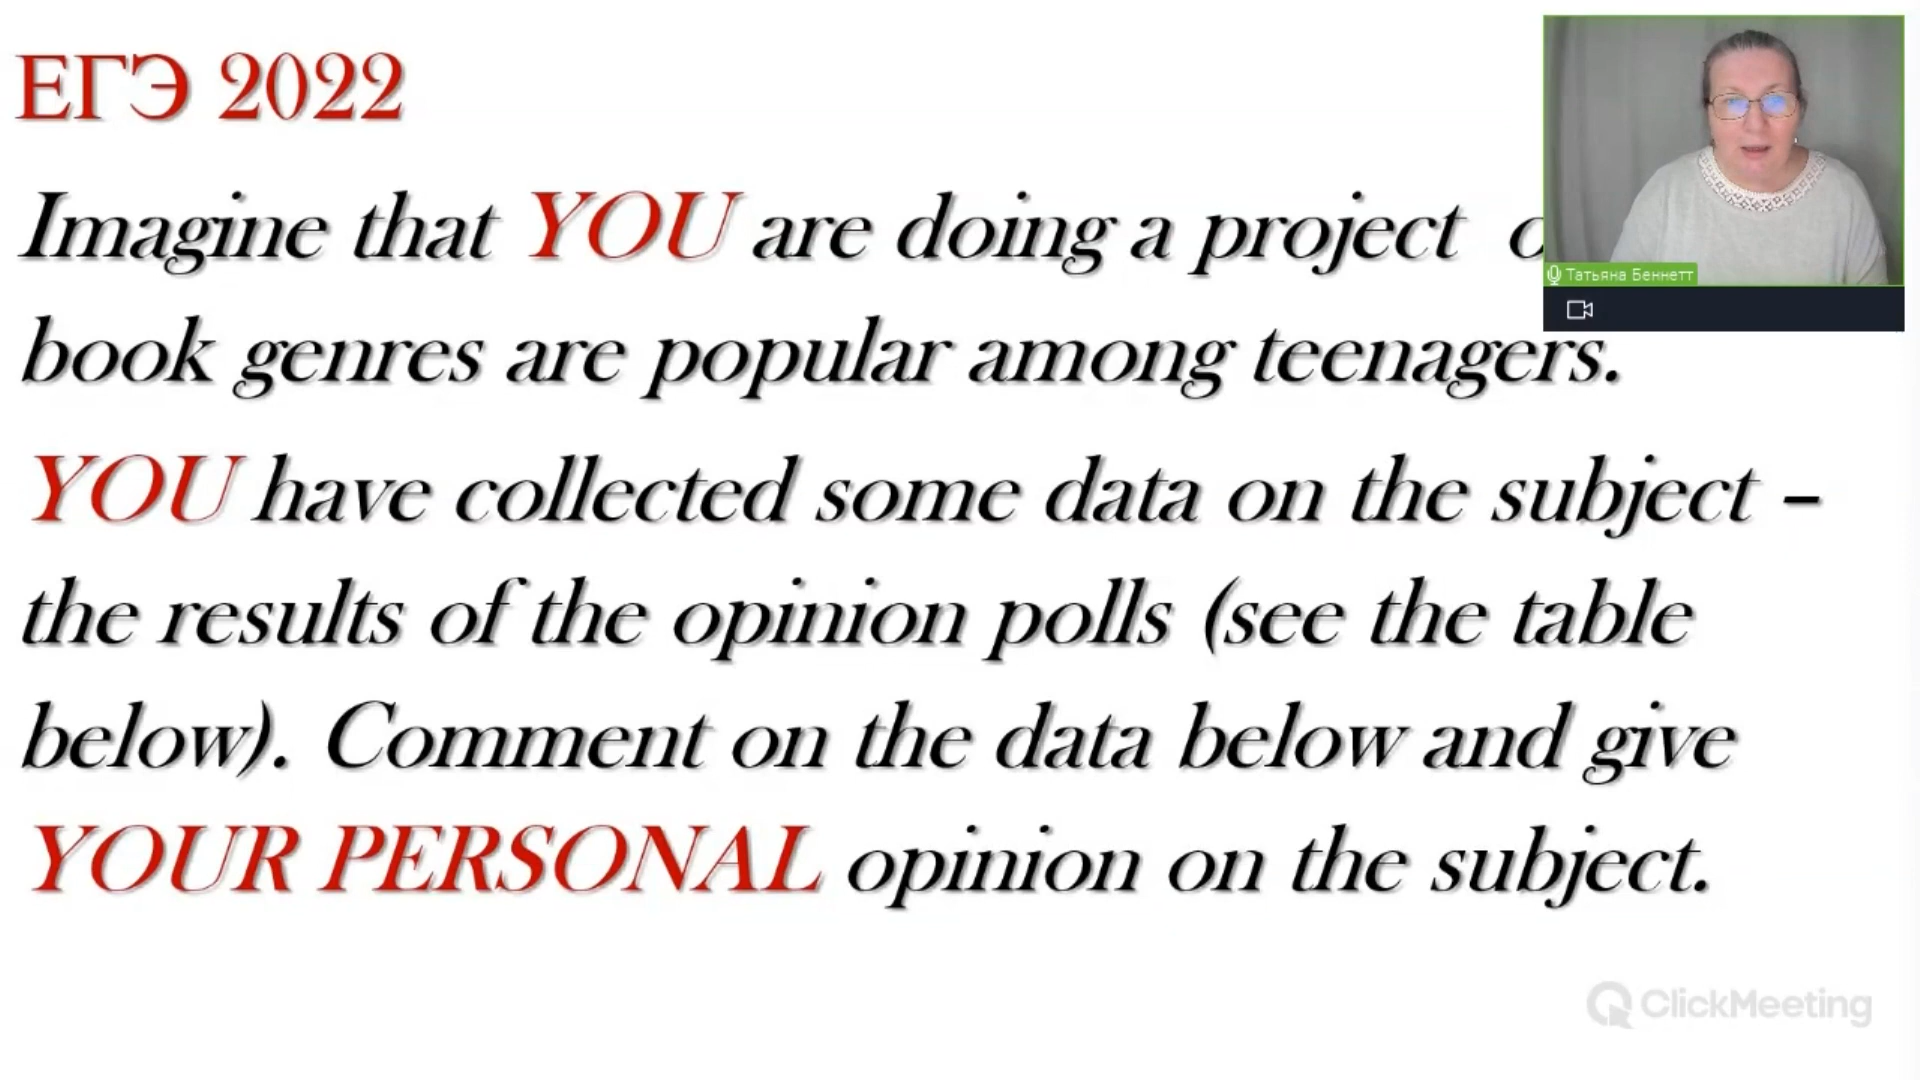 ЕГЭ 2022
Imagine that YOU are doing a project
book genres are popular among teenagers.
YOU have collected some data on the subject –
the results of the opinion polls (see the table
below). Comment on the data below and give
YOUR PERSONAL opinion on the subject.
Татьяна Беннетт
ClickMeeting